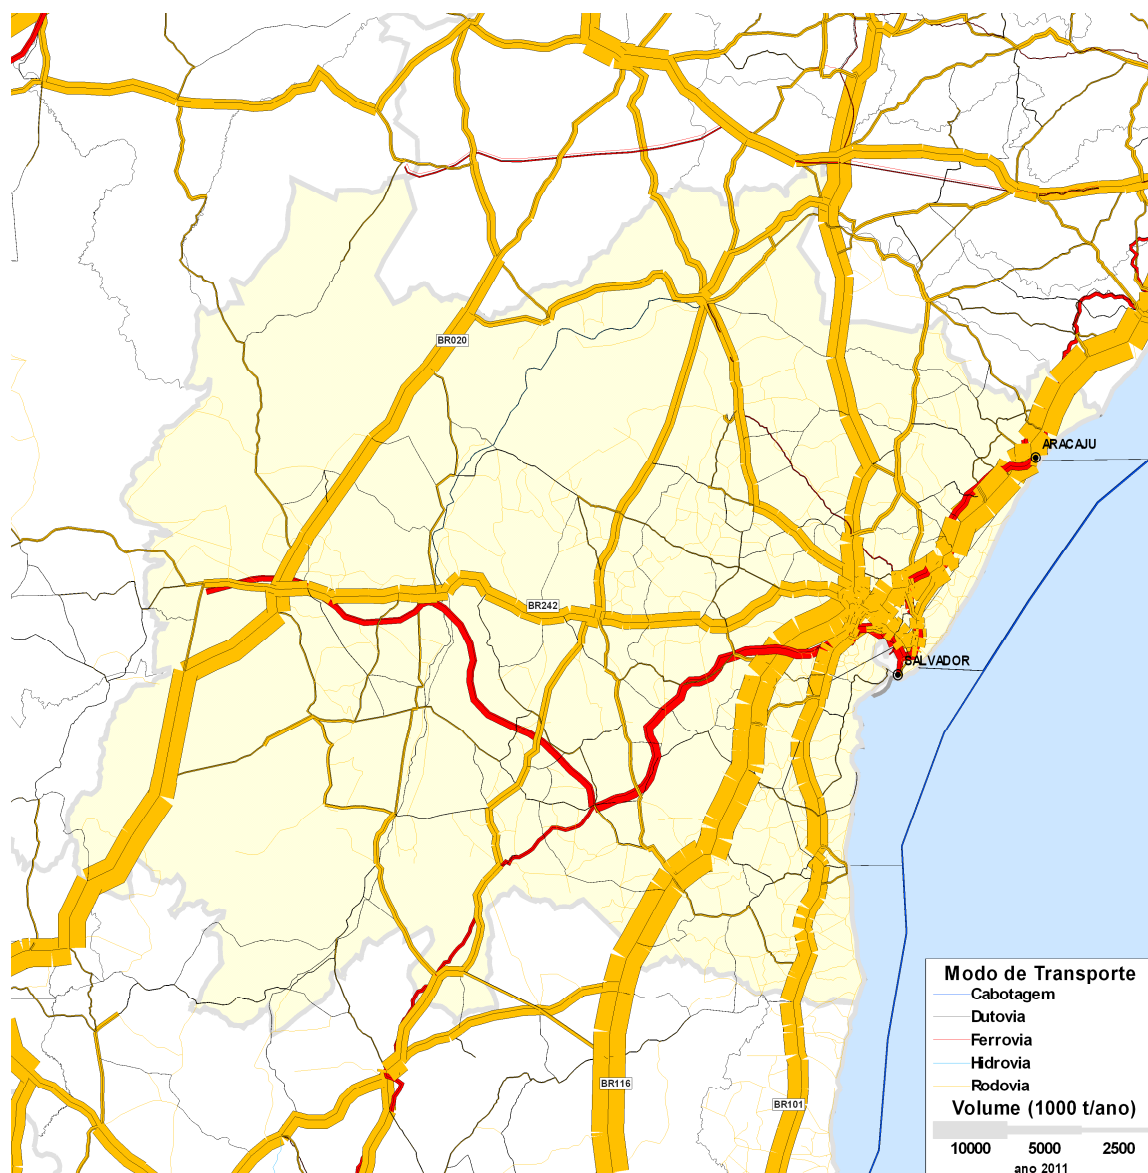 BR020
ARACAJU
BR242
SALVADOR
BR116
BR101
Modo de Transporte
Cabotagem
Dutovia
Ferrovia
Hidrovia
Rodovia
Volume (1000 t/ano)
10000 5000 2500
ano 2011